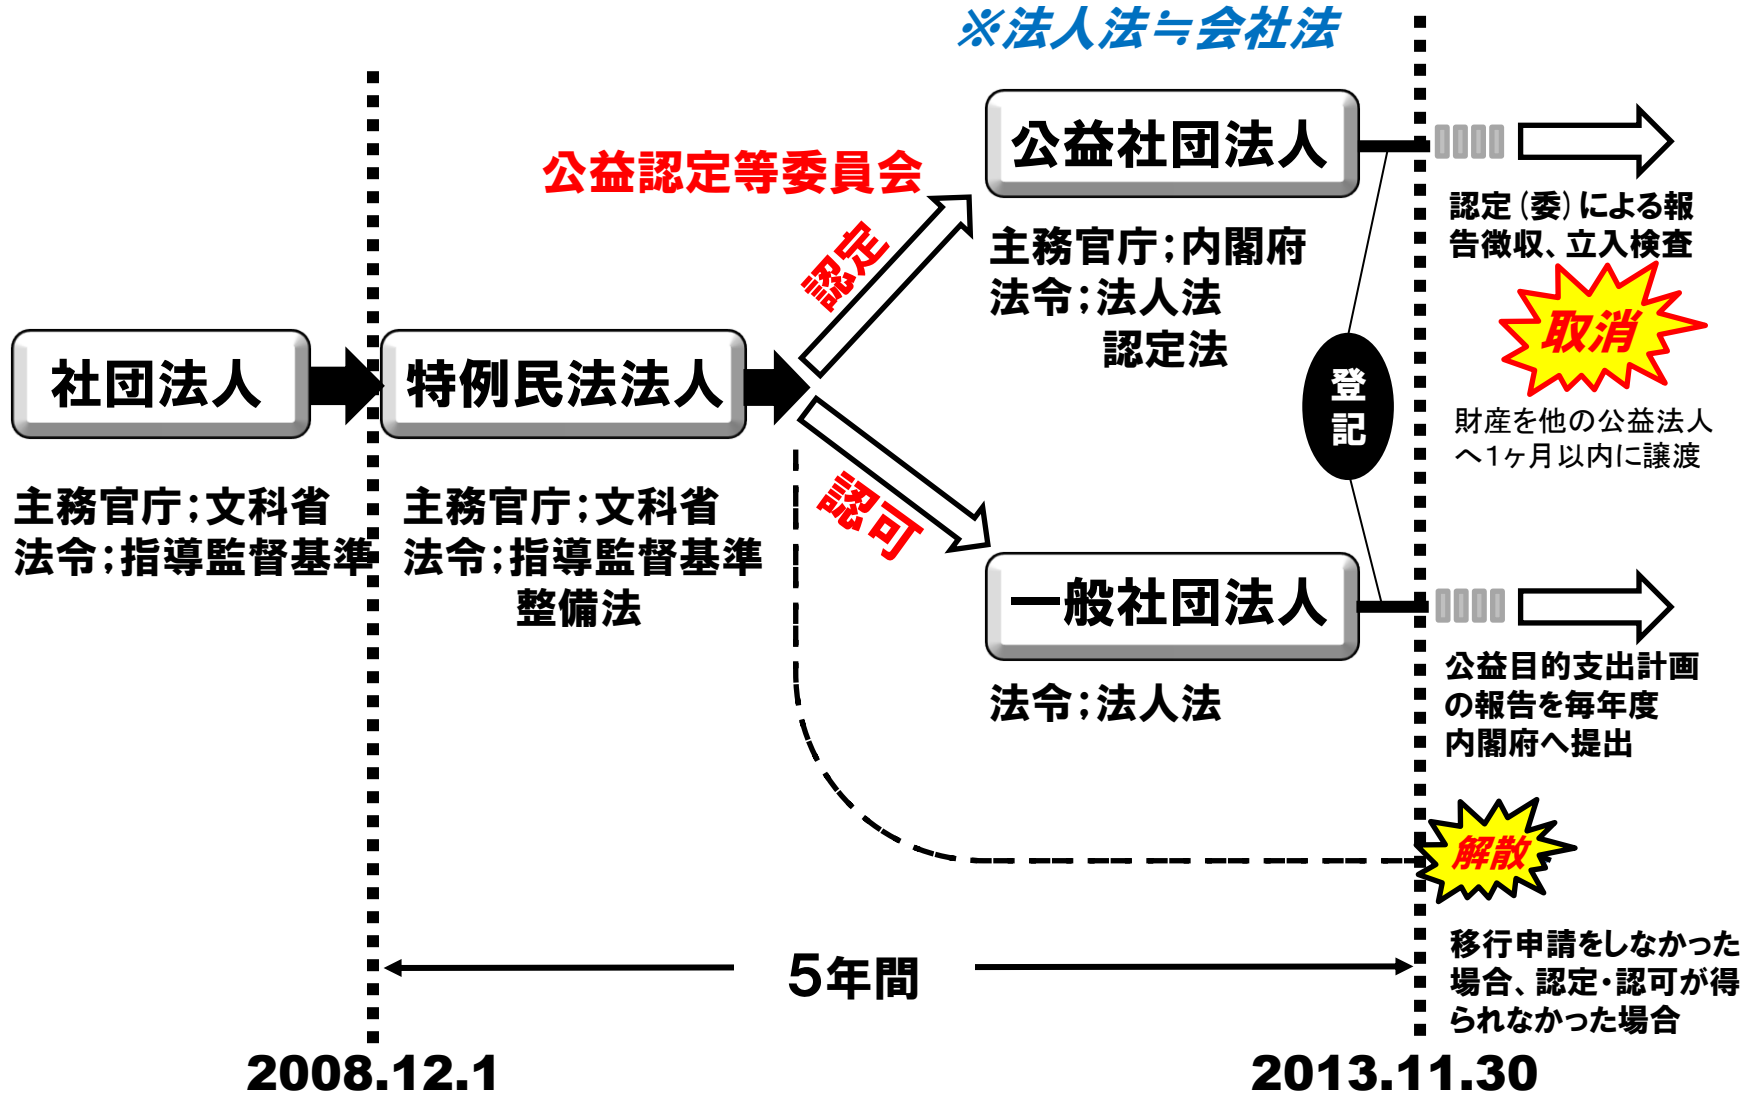 ※法人法≒会社法
公益社団法人
公益認定等委員会
認定
主務官庁；内閣府
法令；法人法
認定法
認定（委）による報
告徴収、立入検査
取消
財産を他の公益法人
へ1ヶ月以内に譲渡
社団法人
特例民法法人
登
記
主務官庁；文科省
法令；指導監督基準
主務官庁；文科省
法令；指導監督基準
整備法
認可
一般社団法人
法令；法人法
公益目的支出計画
の報告を毎年度
内閣府へ提出
解散
移行申請をしなかった
場合、認定・認可が得
られなかった場合
5年間
2008.12.1
2013.11.30